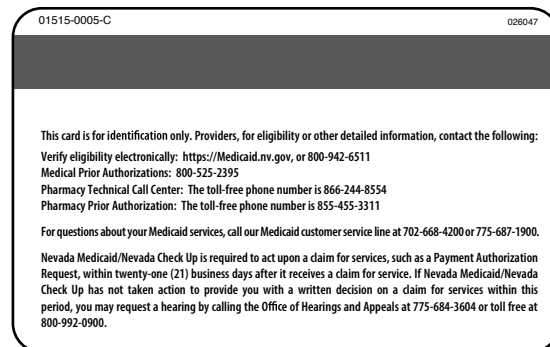 01515-0005-C 026047
This card is for identification only. Providers, for eligibility or other detailed information, contact the following:
Verify eligibility electronically: https://Medicaid.nv.gov, or 800-942-6511
Medical Prior Authorizations: 800-525-2395
Pharmacy Technical Call Center: The toll-free phone number is 866-244-8554
Pharmacy Prior Authorization: The toll-free phone number is 855-455-3311
For questions about your Medicaid services, call our Medicaid customer service line at 702-668-4200 or 775-687-1900.
Nevada Medicaid/Nevada Check Up is required to act upon a claim for services, such as a Payment Authorization
Request, within twenty-one (21) business days after it receives a claim for service. If Nevada Medicaid/Nevada
Check Up has not taken action to provide you with a written decision on a claim for services within this
period, you may request a hearing by calling the Office of Hearings and Appeals at 775-684-3604 or toll free at
800-992-0900.